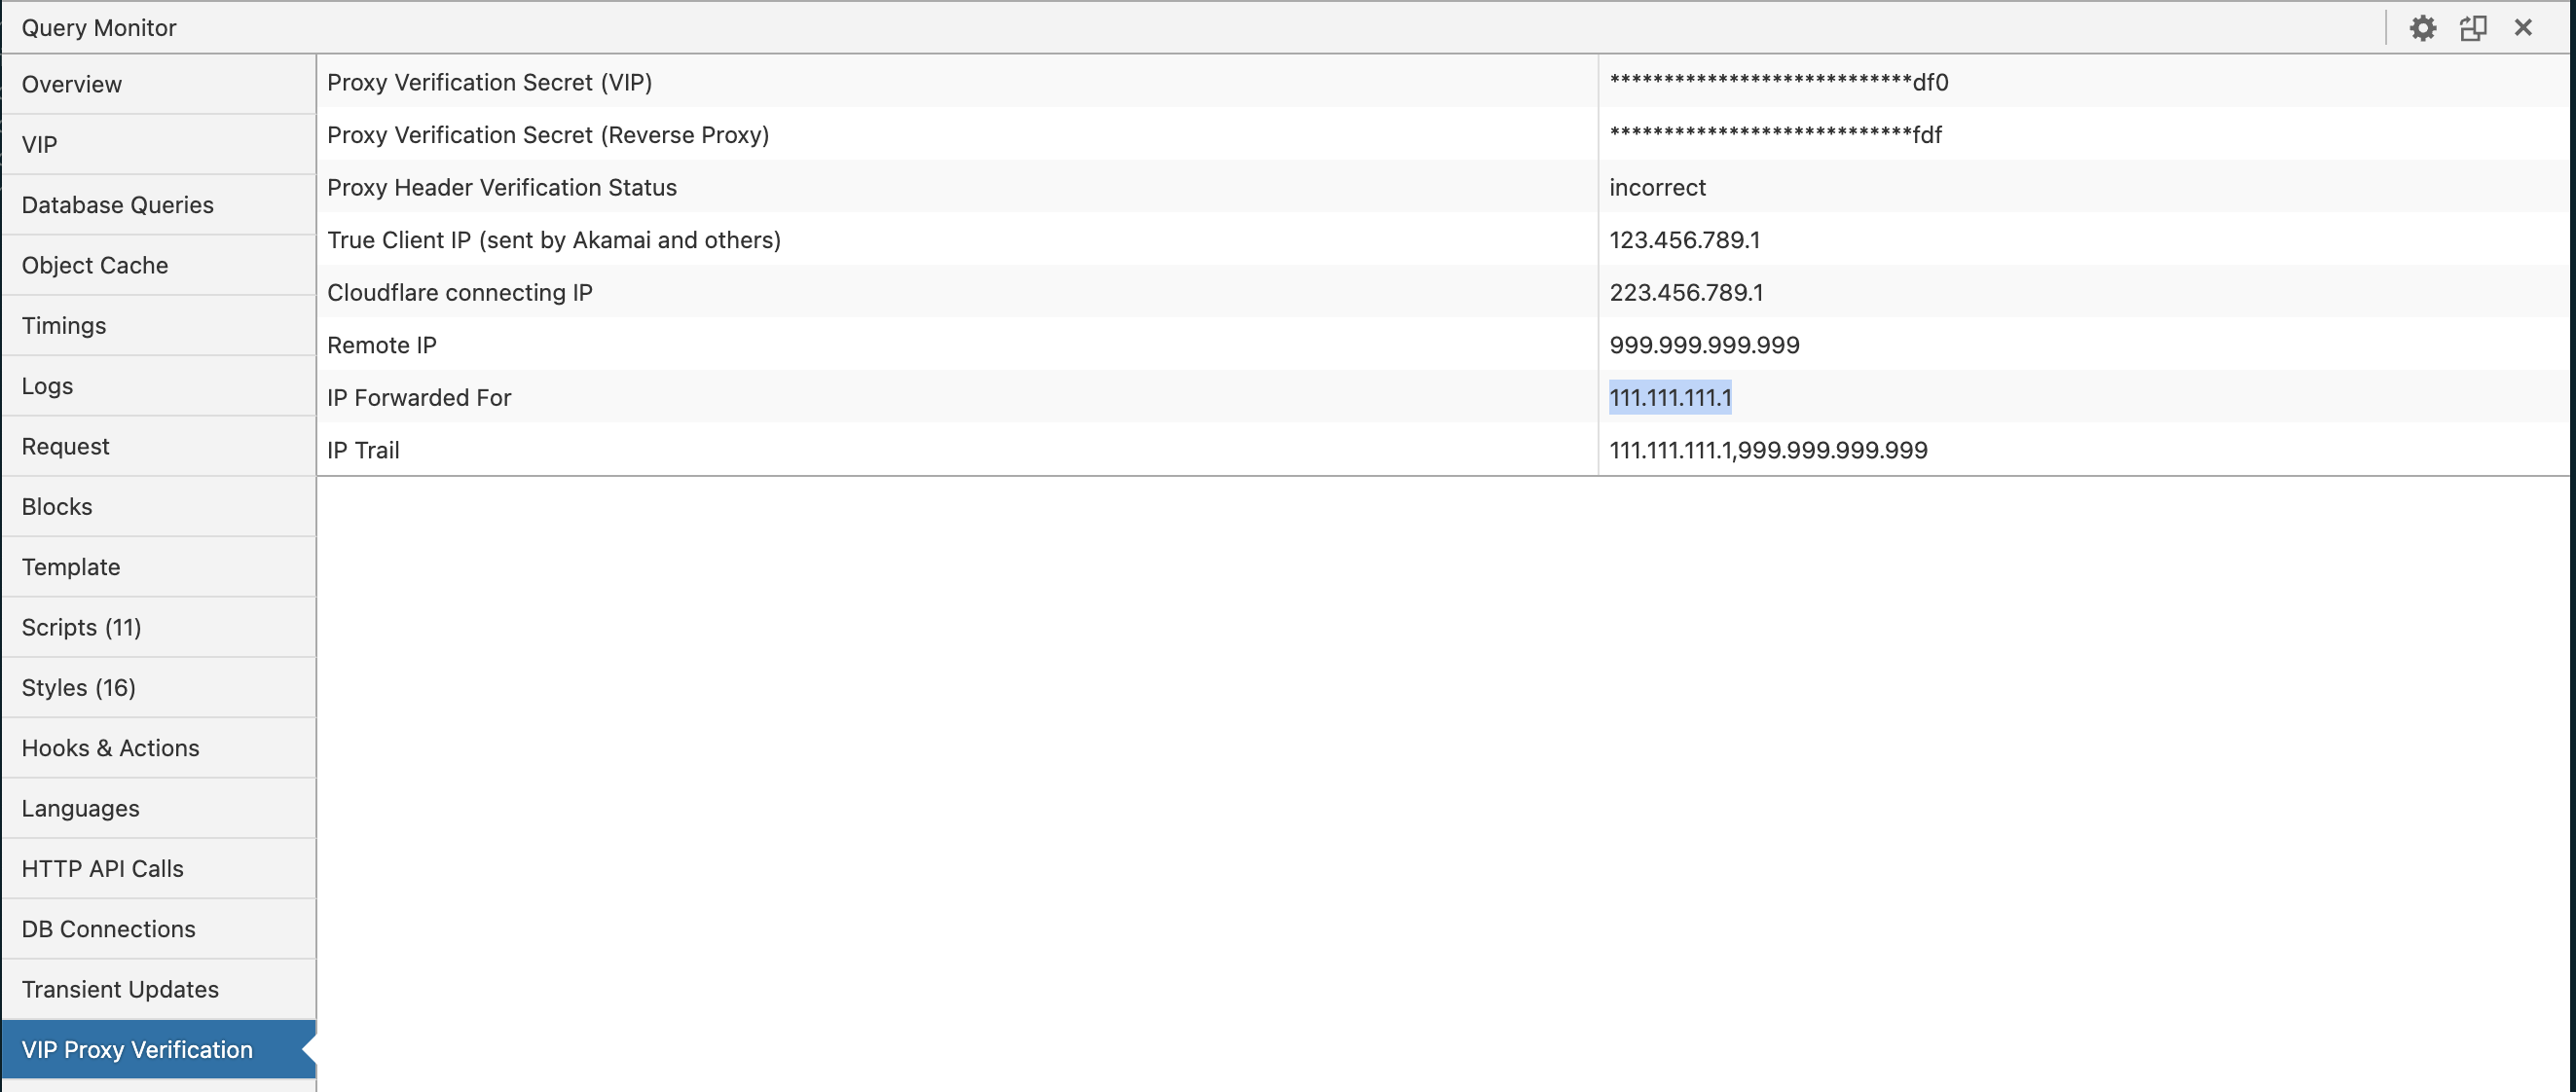 Query Monitor
Overview
VIP
Database Queries
Object Cache
Timings
Logs
Request
Blocks
Template
Scripts (11)
Styles (16)
Hooks & Actions
Languages
HTTP API Calls
DB Connections
Transient Updates
VIP Proxy Verification
Proxy Verification Secret (VIP) ****************************df0
Proxy Verification Secret (Reverse Proxy) ****************************fdf
Proxy Header Verification Status incorrect
True Client IP (sent by Akamai and others) 123.456.789.1
Cloudflare connecting IP 223.456.789.1
Remote IP 999.999.999.999
IP Forwarded For 111.111.111.1
IP Trail 111.111.111.1,999.999.999.999